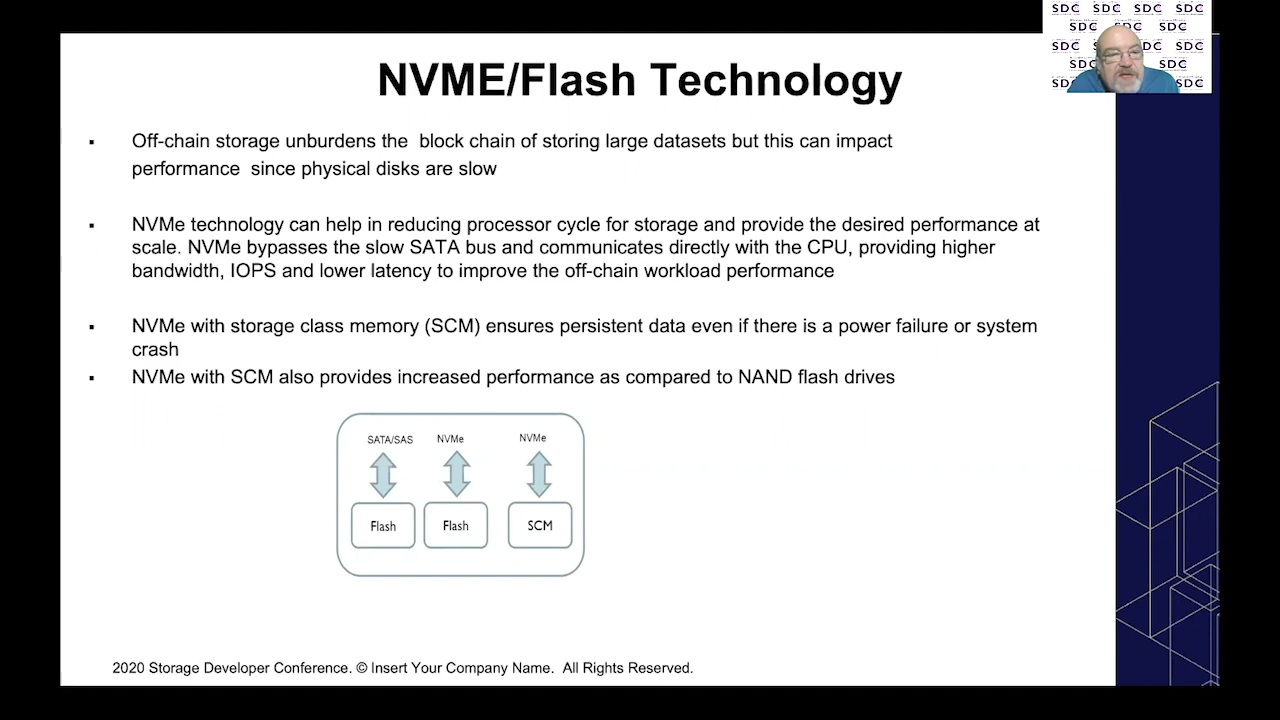 SDC SDC SDC SDC
SDC SDC SDC
SDC SDC SDC
SDC SDC
SDC SDC
NVME/Flash Technology
▪ Off-chain storage unburdens the block chain of storing large datasets but this can impact
performance since physical disks are slow
▪ NVMe technology can help in reducing processor cycle for storage and provide the desired performance at
scale. NVMe bypasses the slow SATA bus and communicates directly with the CPU, providing higher
bandwidth, IOPS and lower latency to improve the off-chain workload performance
▪ NVMe with storage class memory (SCM) ensures persistent data even if there is a power failure or system
crash
▪ NVMe with SCM also provides increased performance as compared to NAND flash drives
SATA/SAS NVMe NVMe
Flash Flash SCM
2020 Storage Developer Conference. © Insert Your Company Name. All Rights Reserved.